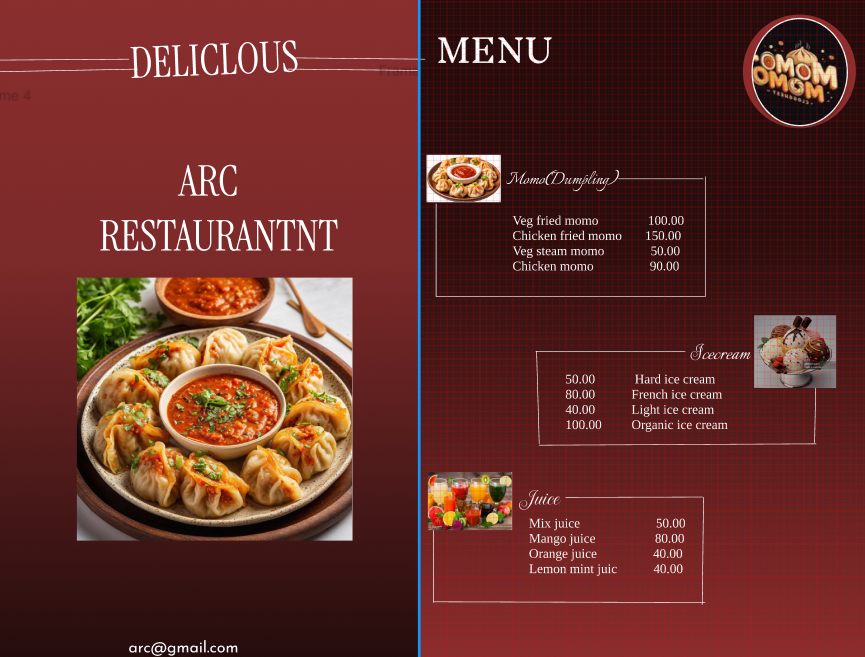 DELICLOUS
me 4
ARC
RESTAURANTNT
arc@gmail.com
MENU
OMOM
OMOM
Momo(Dumpling)
Veg fried momo 100.00
Chicken fried momo 150.00
Veg steam momo 50.00
Chicken momo 90.00
Icecream
50.00 Hard ice cream
80.00 French ice cream
40.00 Light ice cream
100.00 Organic ice cream
Juice
Mix juice 50.00
Mango juice 80.00
Orange juice 40.00
Lemon mint juic 40.00